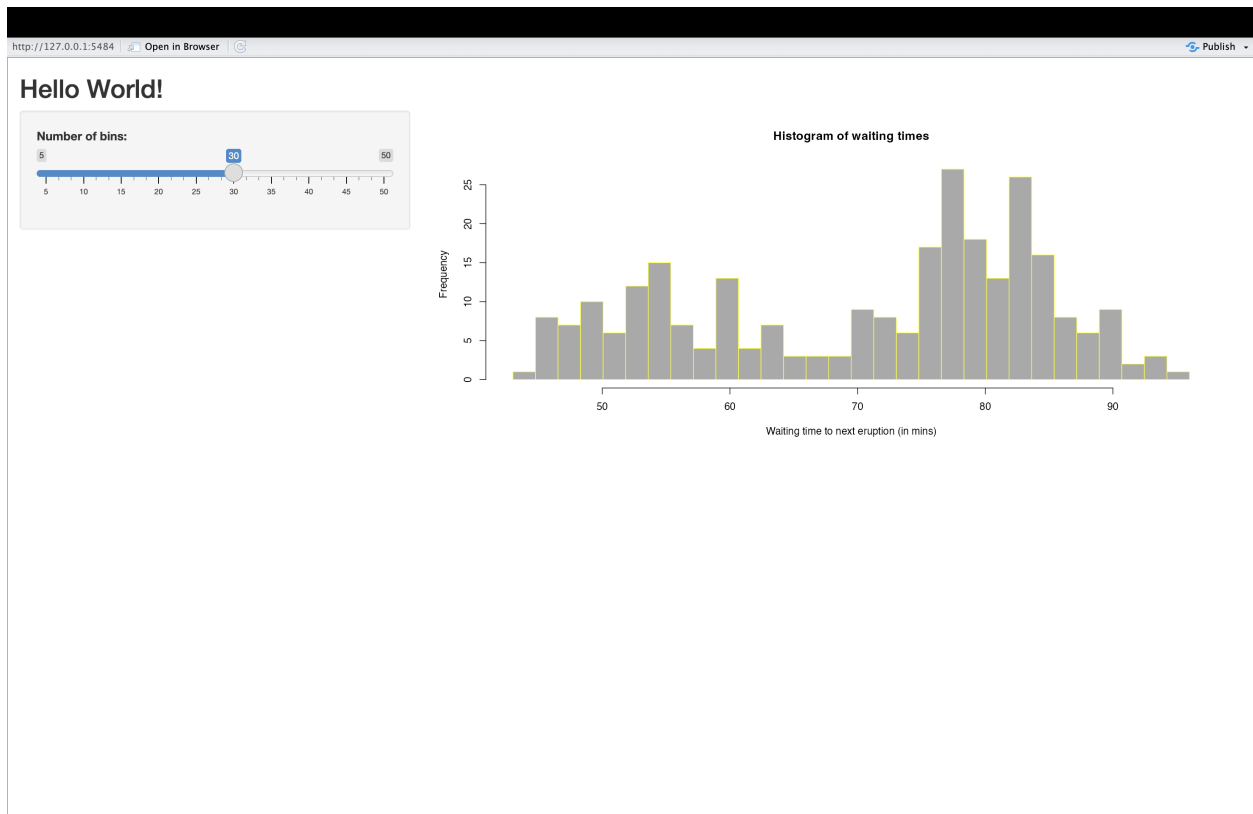 http://127.0.0.1:5484 Open in Browser Publish
Hello World!
Number of bins:
5 30 50
5 10 15 20 25 30 35 40 45 50
Histogram of waiting times
Frequency
25
20
15
10
5
0
50 60 70 80 90
Waiting time to next eruption (in mins)